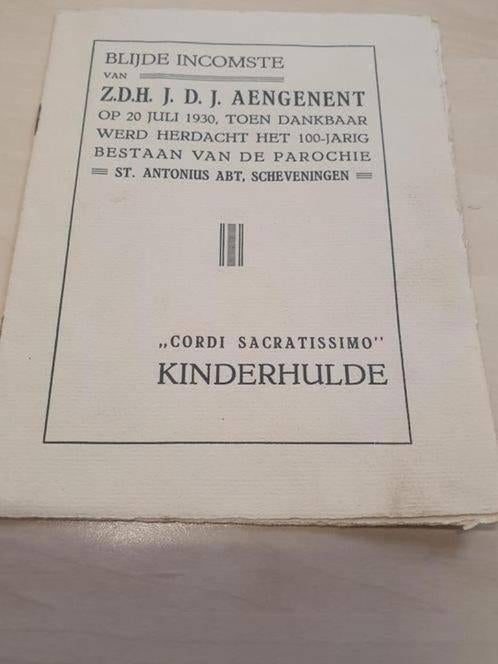 BLIJDE INCOMSTE
VAN
Z.D.H. J. D. J. AENGENENT
OP 20 JULI 1930, TOEN DANKBAAR
WERD HERDACHT HET 100-JARIG
BESTAAN VAN DE PAROCHIE
ST. ANTONIUS ABT, SCHEVENINGEN
„CORDI SACRATISSIMO"
KINDERHULDE